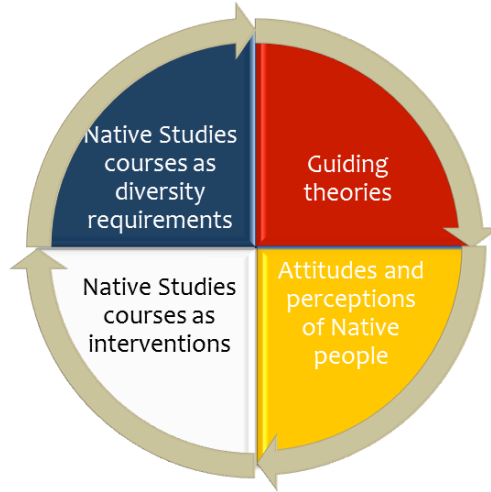 Native Studies
courses as
diversity
requirements
Guiding
theories
Native Studies
courses as
interventions
Attitudes and
perceptions
of Native
people